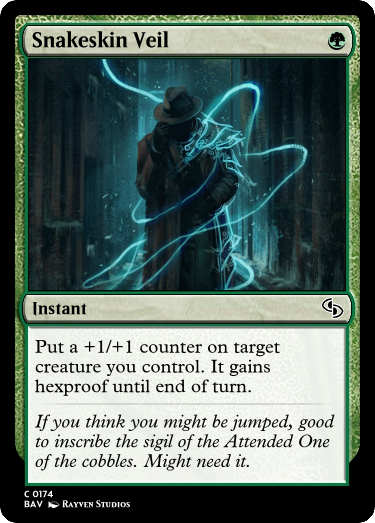 Snakeskin Veil
Instant
Put a +1/+1 counter on target
creature you control. It gains
hexproof until end of turn.
If you think you might be jumped, good
to inscribe the sigil of the Attended One
of the cobbles. Might need it.
C 0174
BAV Rayven Studios